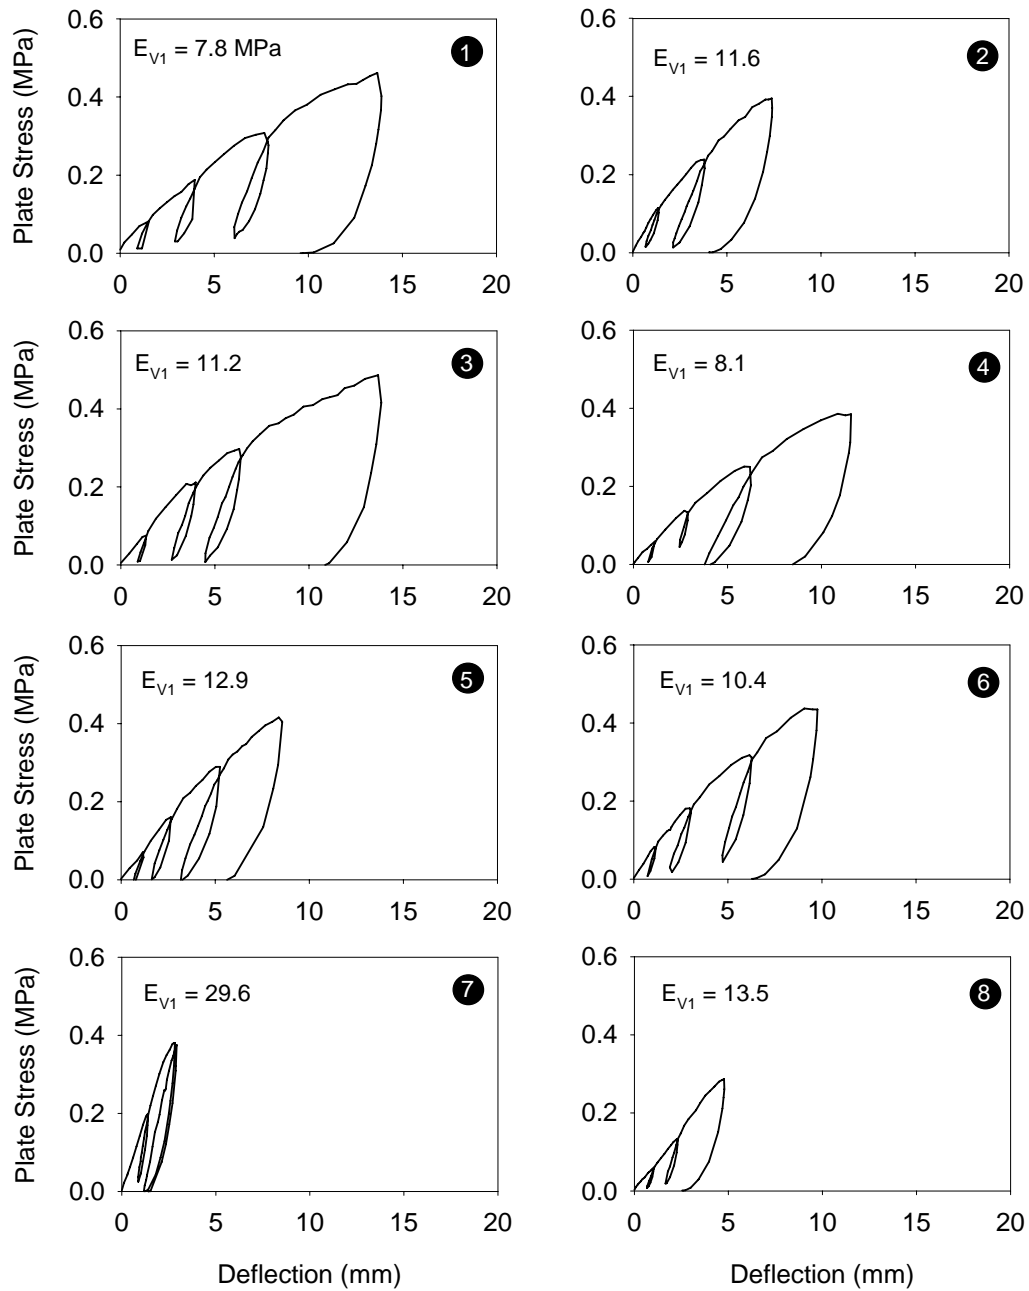 Plate Stress (MPa)
0.6
0.4
0.2
0.0
E_V1 = 7.8 MPa
1
0 5 10 15 20
0.6
0.4
0.2
0.0
E_V1 = 11.6
2
0 5 10 15 20
Plate Stress (MPa)
0.6
0.4
0.2
0.0
E_V1 = 11.2
3
0 5 10 15 20
0.6
0.4
0.2
0.0
E_V1 = 8.1
4
0 5 10 15 20
Plate Stress (MPa)
0.6
0.4
0.2
0.0
E_V1 = 12.9
5
0 5 10 15 20
0.6
0.4
0.2
0.0
E_V1 = 10.4
6
0 5 10 15 20
Plate Stress (MPa)
0.6
0.4
0.2
0.0
E_V1 = 29.6
7
0 5 10 15 20
Deflection (mm)
0.6
0.4
0.2
0.0
E_V1 = 13.5
8
0 5 10 15 20
Deflection (mm)